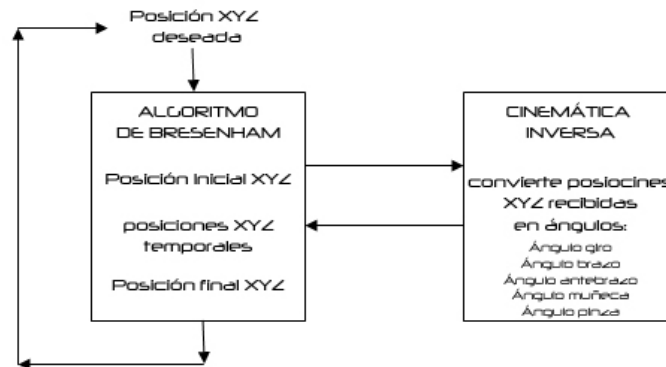 Posición XYZ
deseada
ALGORITMO
DE BRESENHAM
Posición Inicial XYZ
posiciones XYZ
temporales
Posición final XYZ
CINEMÁTICA
INVERSA
convierte posiocines
XYZ recibidas
en ángulos:
Ángulo giro
Ángulo brazo
Ángulo antebrazo
Ángulo muñeca
Ángulo pinza